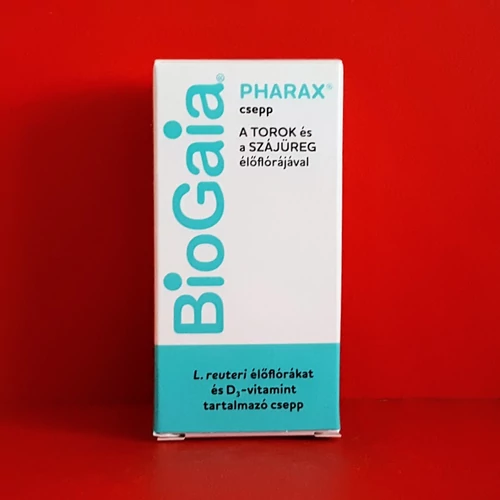 BioGaia®
PHARAX®
csepp
A TOROK és
a SZÁJÜREG
élőflórájával
L. reuteri élőflórákat
és D₃-vitamint
tartalmazó csepp